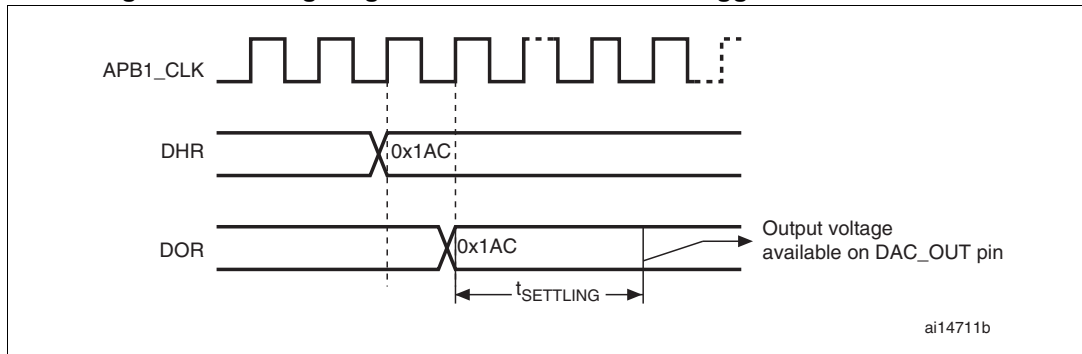 APB1_CLK
DHR
0x1AC
DOR
0x1AC
Output voltage
available on DAC_OUT pin
tSETTLING
ai14711b